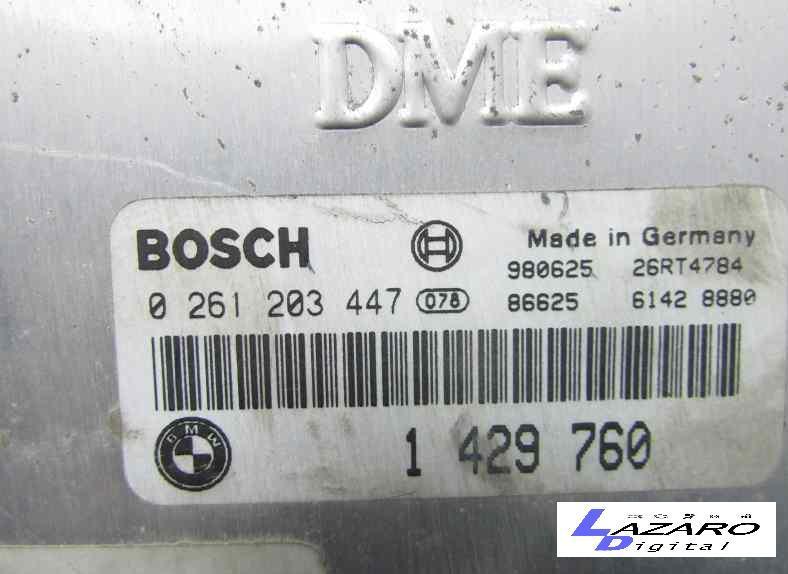 DME
BOSCH
Made in Germany
980625 26RT4784
0 261 203 447 078 86625 6142 8880
BMW
1 429 760
LAZARO
Digital